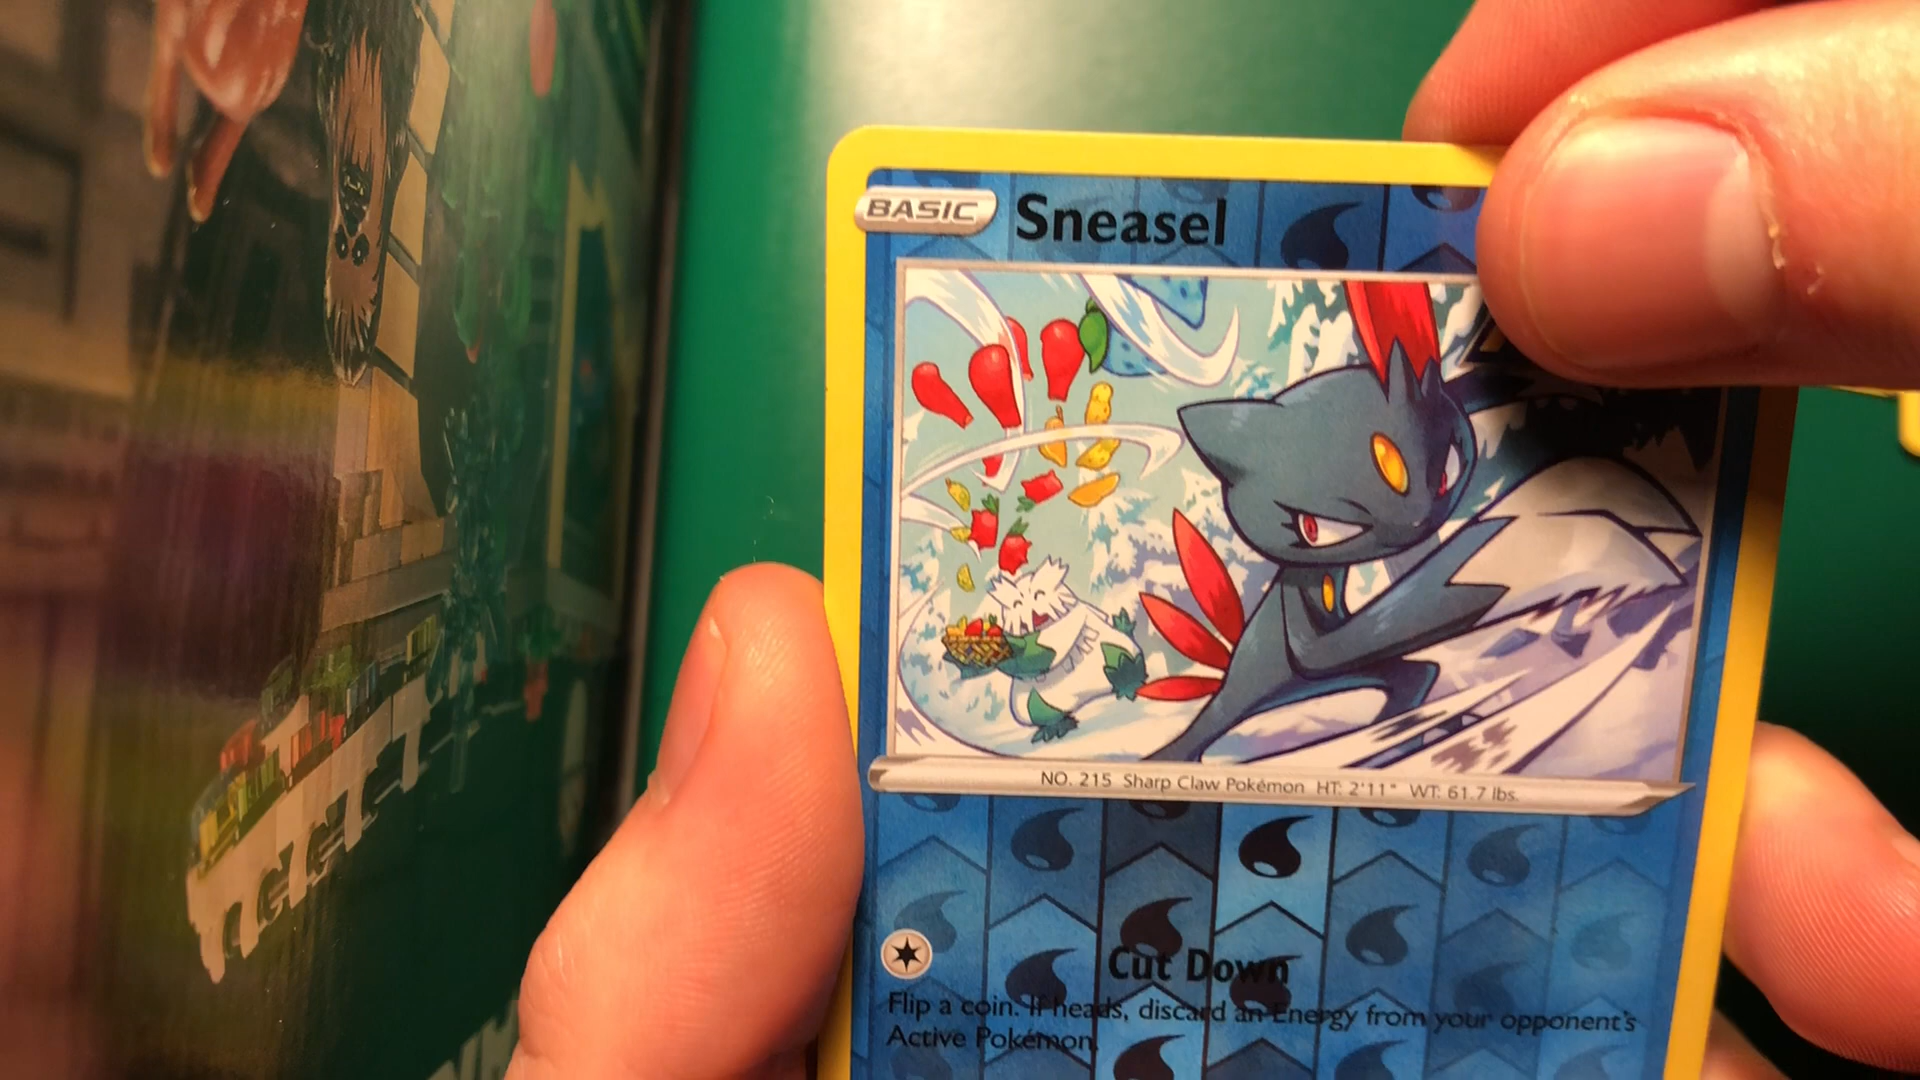 BASIC Sneasel
NO. 215 Sharp Claw Pokémon HT: 2'11" WT: 61.7 lbs.
Cut Down
Flip a coin. If heads, discard an Energy from your opponent's
Active Pokémon.